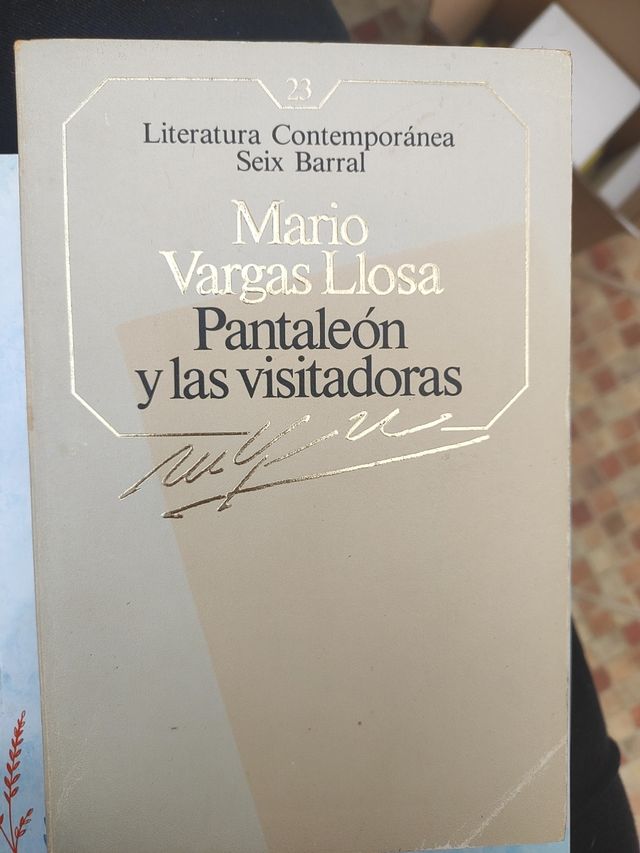 23
Literatura Contemporánea
Seix Barral
Mario
Vargas Llosa
Pantaleón
y las visitadoras